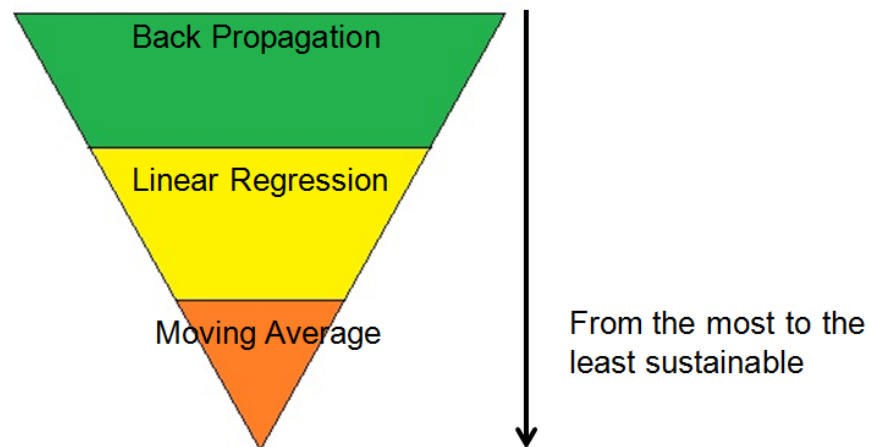 Back Propagation
Linear Regression
Moving Average
From the most to the
least sustainable